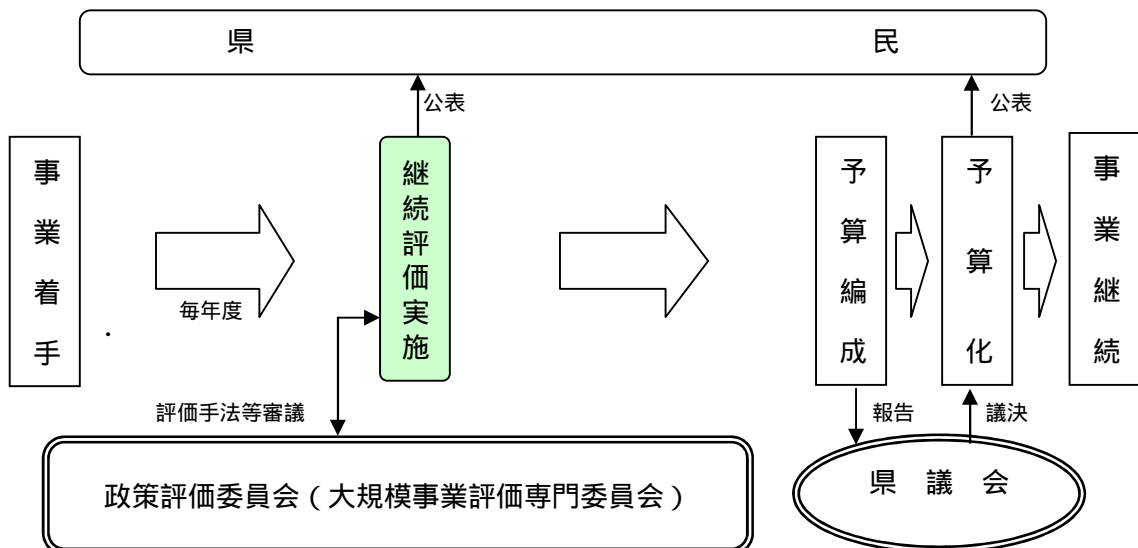 県 民
公表
公表
事業着手
毎年度
継続評価実施
予算編成
予算化
事業継続
評価手法等審議
報告
議決
政策評価委員会(大規模事業評価専門委員会)
県議会